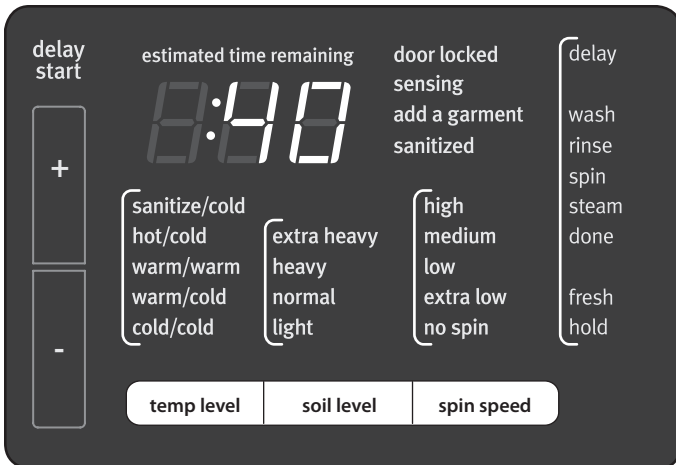 delay
start
+
-
estimated time remaining
:40
door locked
sensing
add a garment
sanitized
sanitize/cold
hot/cold
warm/warm
warm/cold
cold/cold
extra heavy
heavy
normal
light
high
medium
low
extra low
no spin
delay
wash
rinse
spin
steam
done
fresh
hold
temp level
soil level
spin speed